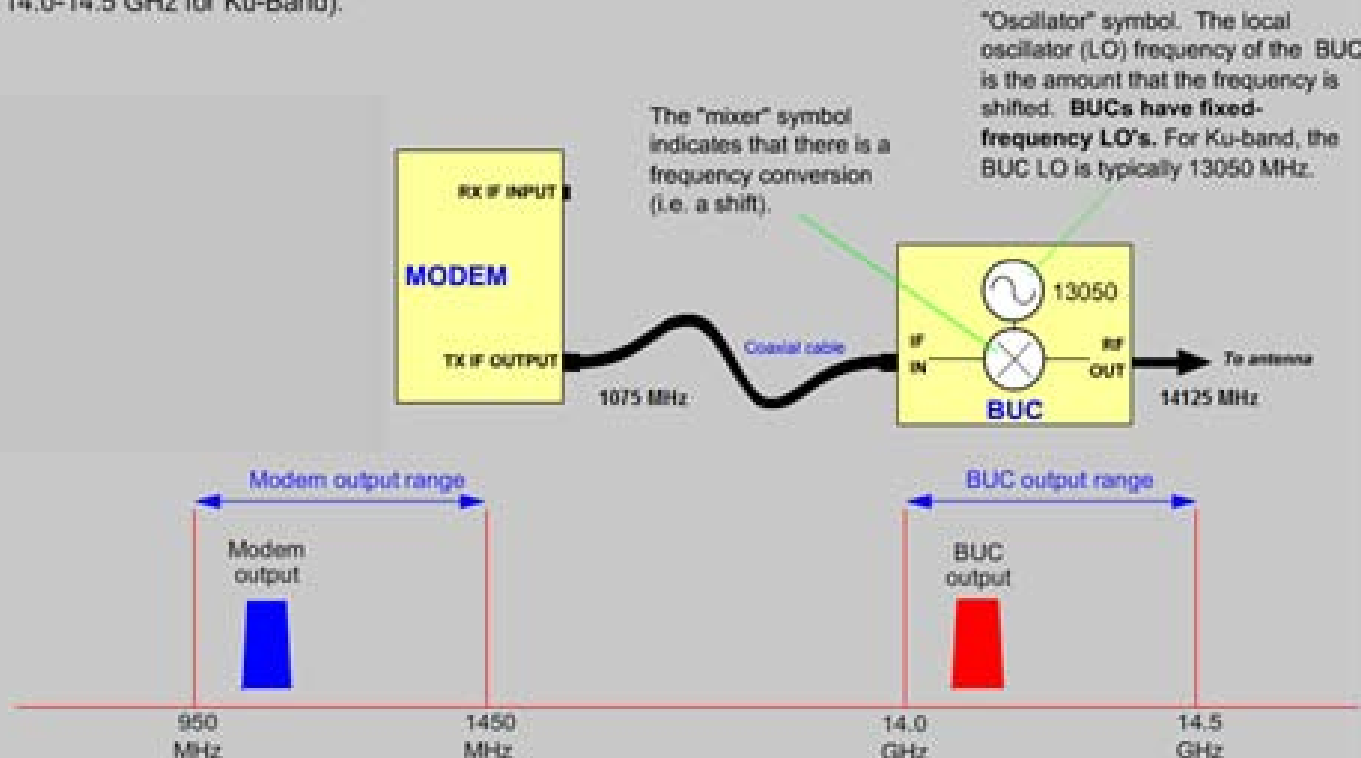 14.0-14.5 GHz for Ku-Band).
"Oscillator" symbol. The local
oscillator (LO) frequency of the BUC
is the amount that the frequency is
shifted. BUCs have fixed-
frequency LO's. For Ku-band, the
BUC LO is typically 13050 MHz.
The "mixer" symbol
indicates that there is a
frequency conversion
(i.e. a shift).
RX IF INPUT
MODEM
TX IF OUTPUT
1075 MHz
Coaxial cable
13050
IF
IN
RF
OUT
BUC
To antenna
14125 MHz
Modem output range
BUC output range
Modem
output
BUC
output
950
MHz
1450
MHz
14.0
GHz
14.5
GHz